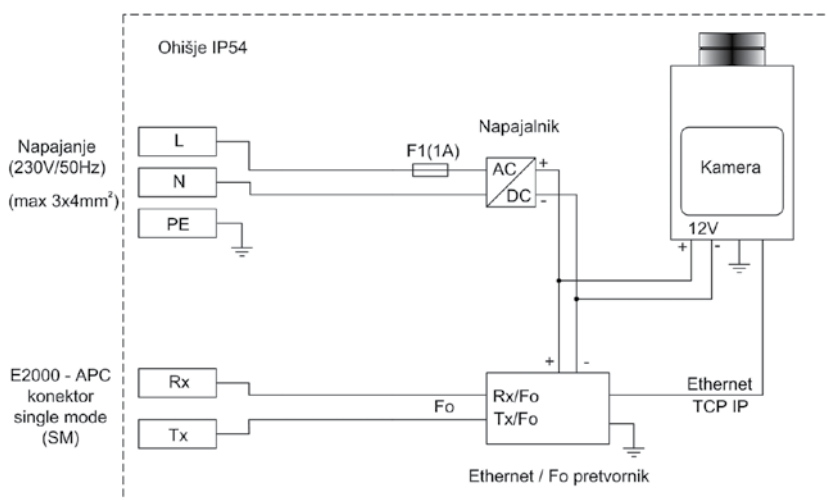 Ohišje IP54
Napajanje
(230V/50Hz)
(max 3x4mm²)
L
N
PE
F1(1A)
Napajalnik
AC
DC
+
-
Kamera
12V
+
-
E2000 - APC
konektor
single mode
(SM)
Rx
Tx
Fo
+
-
Rx/Fo
Tx/Fo
Ethernet
TCP IP
Ethernet / Fo pretvornik